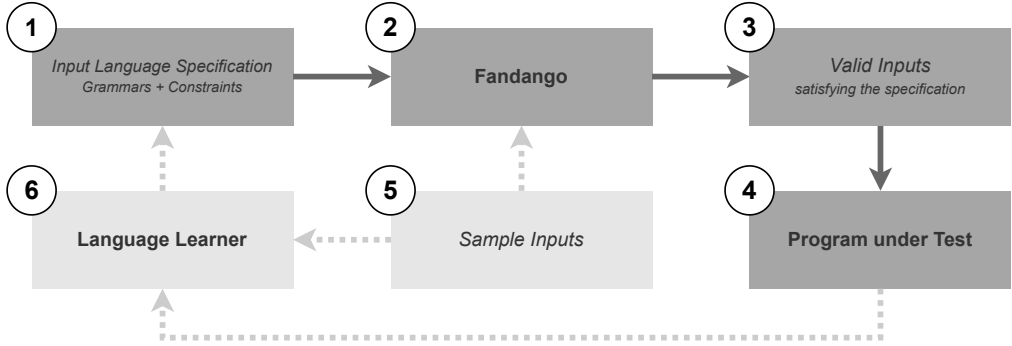 1
Input Language Specification
Grammars + Constraints
2
Fandango
3
Valid Inputs
satisfying the specification
6
Language Learner
5
Sample Inputs
4
Program under Test